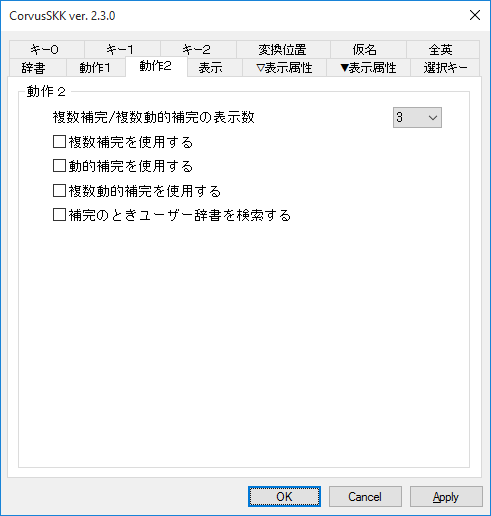 CorvusSKK ver. 2.3.0
キー0 キー1 キー2 変換位置 仮名 全英
辞書 動作1 動作2 表示 ▽表示属性 ▼表示属性 選択キー
動作２
複数補完/複数動的補完の表示数 3
複数補完を使用する
動的補完を使用する
複数動的補完を使用する
補完のときユーザー辞書を検索する
OK Cancel Apply